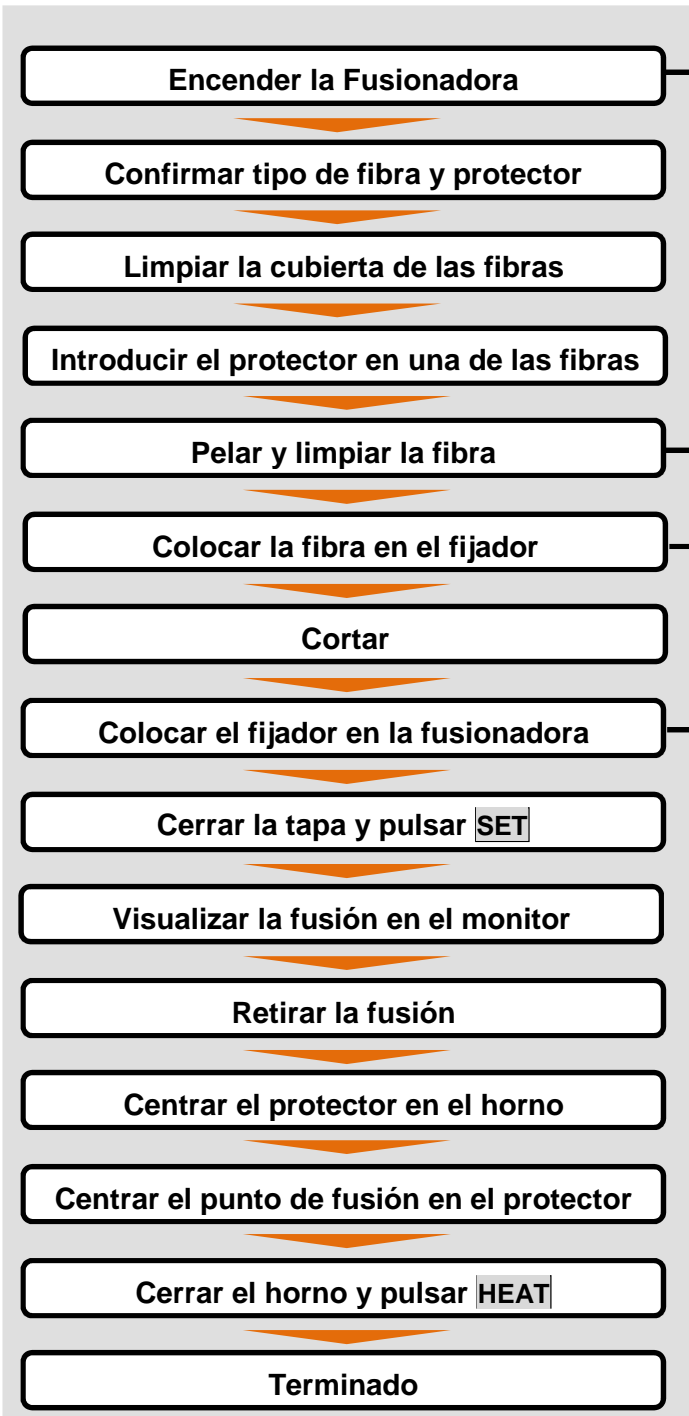 Encender la Fusionadora
Confirmar tipo de fibra y protector
Limpiar la cubierta de las fibras
Introducir el protector en una de las fibras
Pelar y limpiar la fibra
Colocar la fibra en el fijador
Cortar
Colocar el fijador en la fusionadora
Cerrar la tapa y pulsar SET
Visualizar la fusión en el monitor
Retirar la fusión
Centrar el protector en el horno
Centrar el punto de fusión en el protector
Cerrar el horno y pulsar HEAT
Terminado